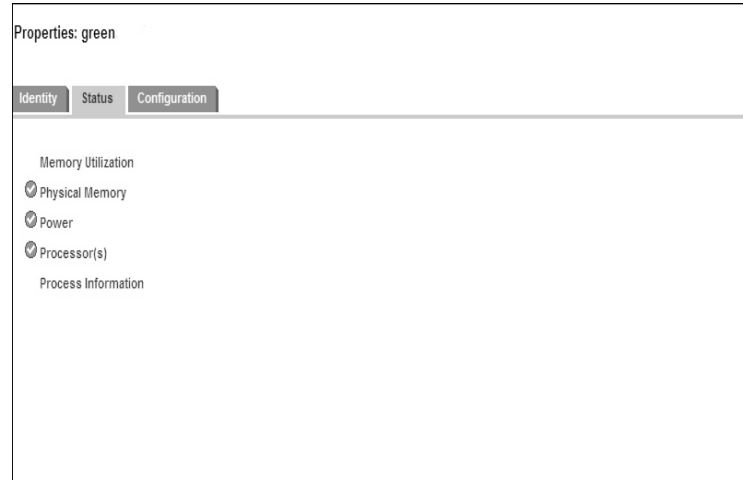 Properties: green
Identity Status Configuration
Memory Utilization
Physical Memory
Power
Processor(s)
Process Information